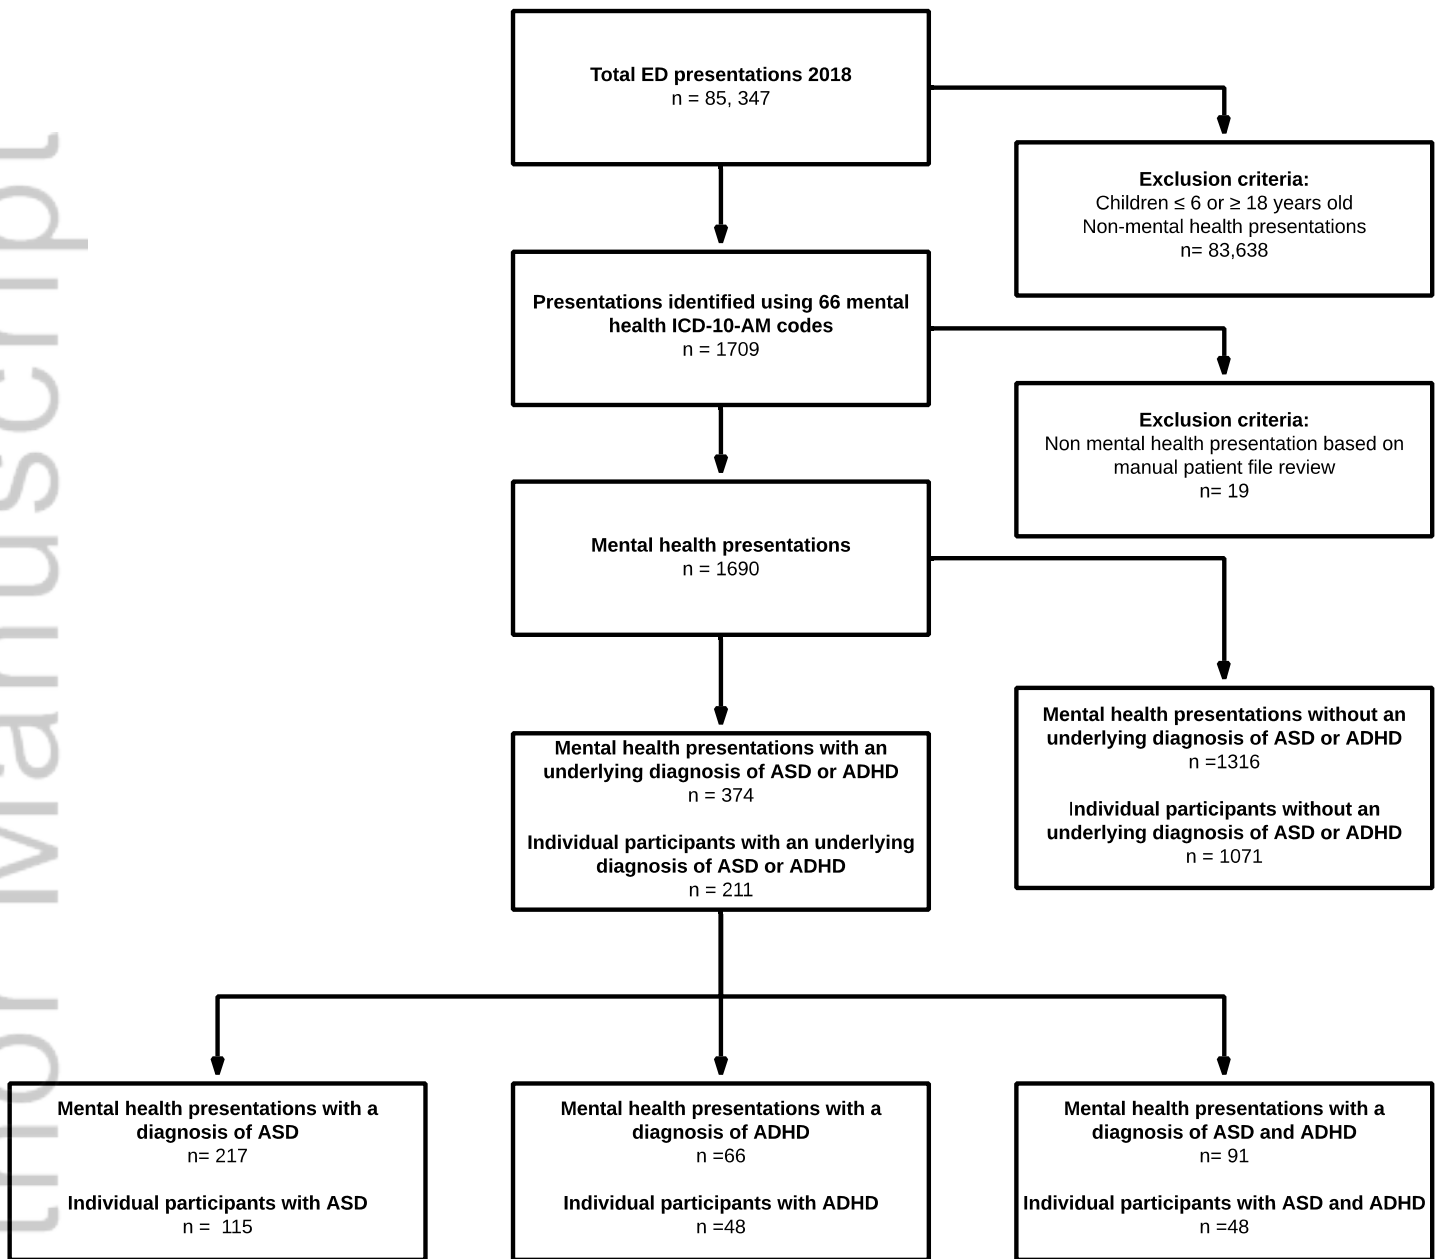 Total ED presentations 2018
n = 85, 347
Exclusion criteria:
Children ≤ 6 or ≥ 18 years old
Non-mental health presentations
n= 83,638
Presentations identified using 66 mental
health ICD-10-AM codes
n = 1709
Exclusion criteria:
Non mental health presentation based on
manual patient file review
n= 19
Mental health presentations
n = 1690
Mental health presentations without an
underlying diagnosis of ASD or ADHD
n =1316
Individual participants without an
underlying diagnosis of ASD or ADHD
n = 1071
Mental health presentations with an
underlying diagnosis of ASD or ADHD
n = 374
Individual participants with an underlying
diagnosis of ASD or ADHD
n = 211
Mental health presentations with a
diagnosis of ASD
n= 217
Individual participants with ASD
n =  115
Mental health presentations with a
diagnosis of ADHD
n =66
Individual participants with ADHD
n =48
Mental health presentations with a
diagnosis of ASD and ADHD
n= 91
Individual participants with ASD and ADHD
n =48
thor Manuscript